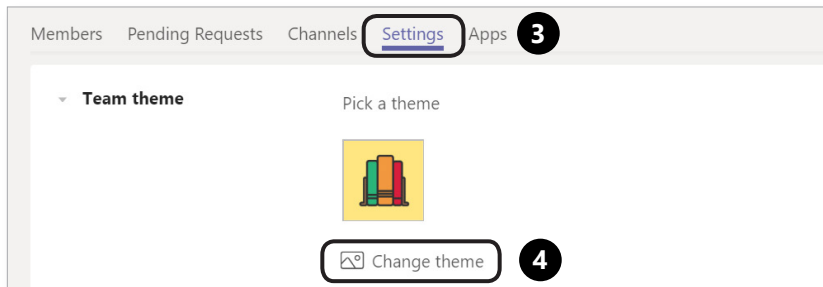 Members Pending Requests Channels Settings Apps 3
Team theme
Pick a theme
Change theme 4